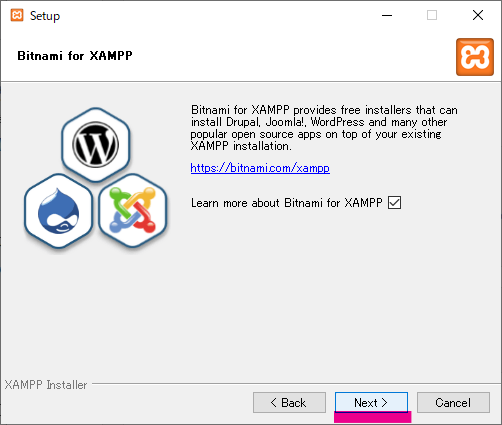 Setup
Bitnami for XAMPP
Bitnami for XAMPP provides free installers that can
install Drupal, Joomla!, WordPress and many other
popular open source apps on top of your existing
XAMPP installation.
https://bitnami.com/xampp
Learn more about Bitnami for XAMPP
XAMPP Installer
< Back
Next >
Cancel